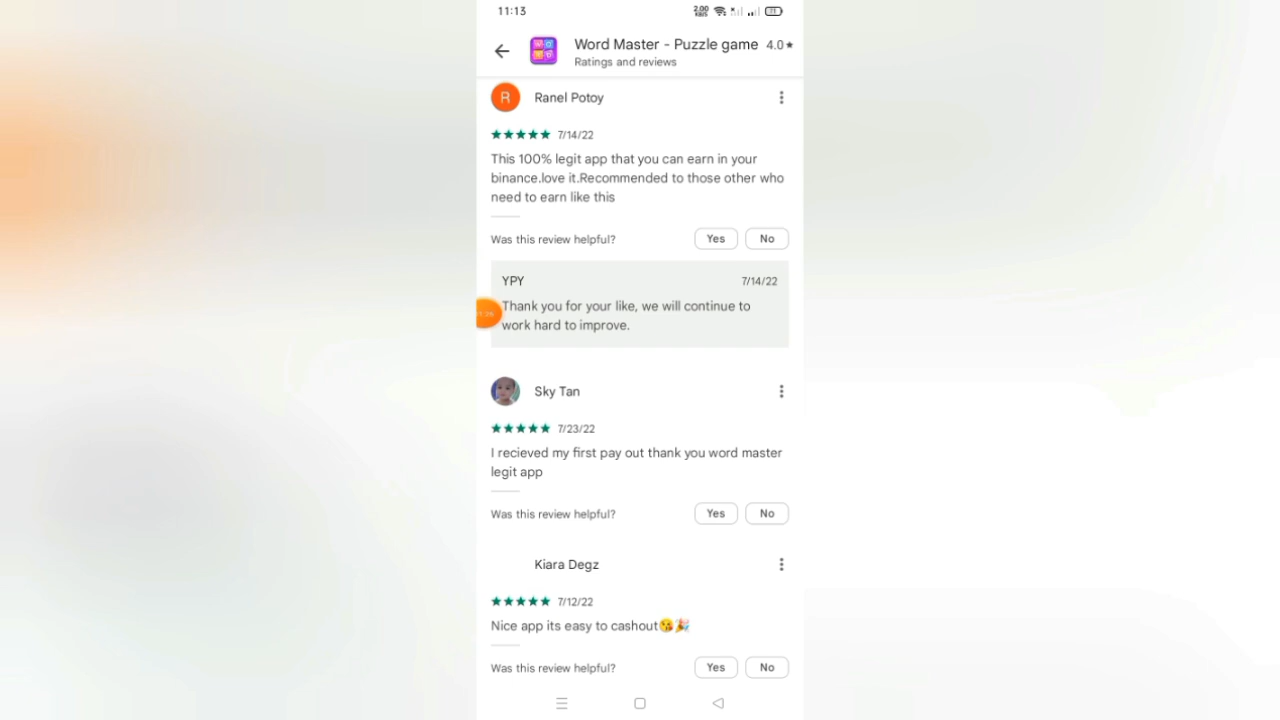 11:13
2.00
KB/S
Word Master - Puzzle game 4.0★
Ratings and reviews
R
Ranel Potoy
★★★★★ 7/14/22
This 100% legit app that you can earn in your
binance.love it.Recommended to those other who
need to earn like this
Was this review helpful? Yes No
YPY 7/14/22
Thank you for your like, we will continue to
work hard to improve.
Sky Tan
★★★★★ 7/23/22
I recieved my first pay out thank you word master
legit app
Was this review helpful? Yes No
Kiara Degz
★★★★★ 7/12/22
Nice app its easy to cashout😘🎉
Was this review helpful? Yes No